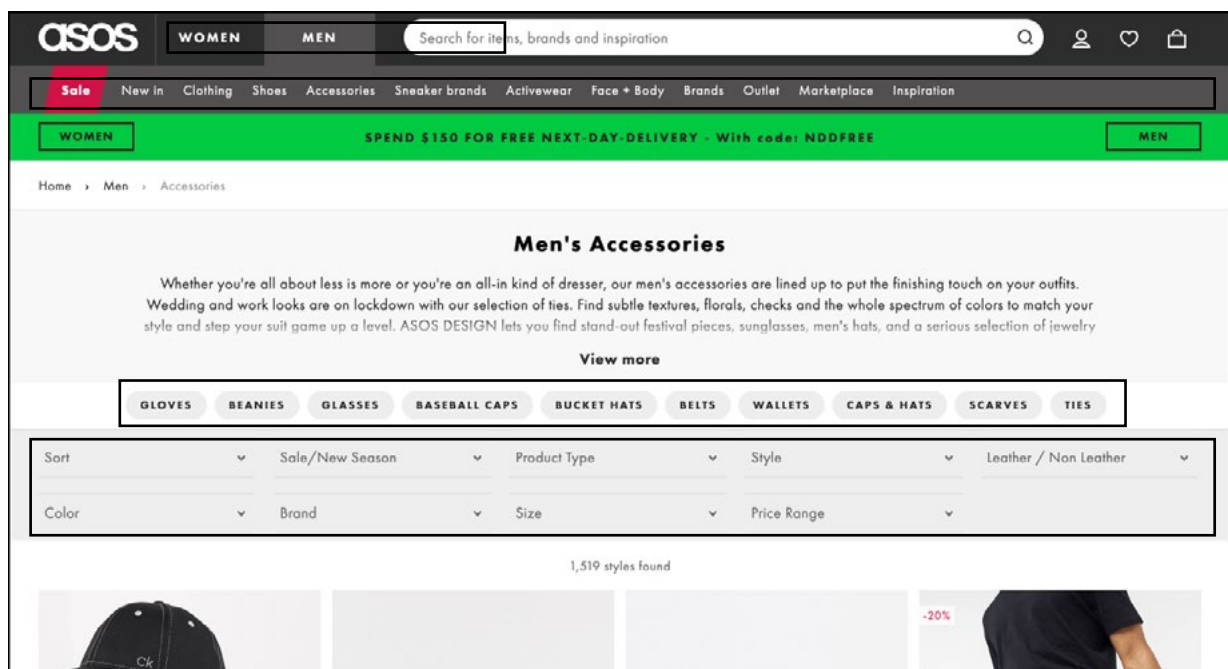 asos WOMEN MEN Search for items, brands and inspiration
Sale New in Clothing Shoes Accessories Sneaker brands Activewear Face + Body Brands Outlet Marketplace Inspiration
WOMEN SPEND $150 FOR FREE NEXT-DAY-DELIVERY - With code: NDDFREE MEN
Home › Men › Accessories
Men's Accessories
Whether you're all about less is more or you're an all-in kind of dresser, our men's accessories are lined up to put the finishing touch on your outfits.
Wedding and work looks are on lockdown with our selection of ties. Find subtle textures, florals, checks and the whole spectrum of colors to match your
style and step your suit game up a level. ASOS DESIGN lets you find stand-out festival pieces, sunglasses, men's hats, and a serious selection of jewelry
View more
GLOVES BEANIES GLASSES BASEBALL CAPS BUCKET HATS BELTS WALLETS CAPS & HATS SCARVES TIES
Sort Sale/New Season Product Type Style Leather / Non Leather
Color Brand Size Price Range
1,519 styles found
-20%
Ck